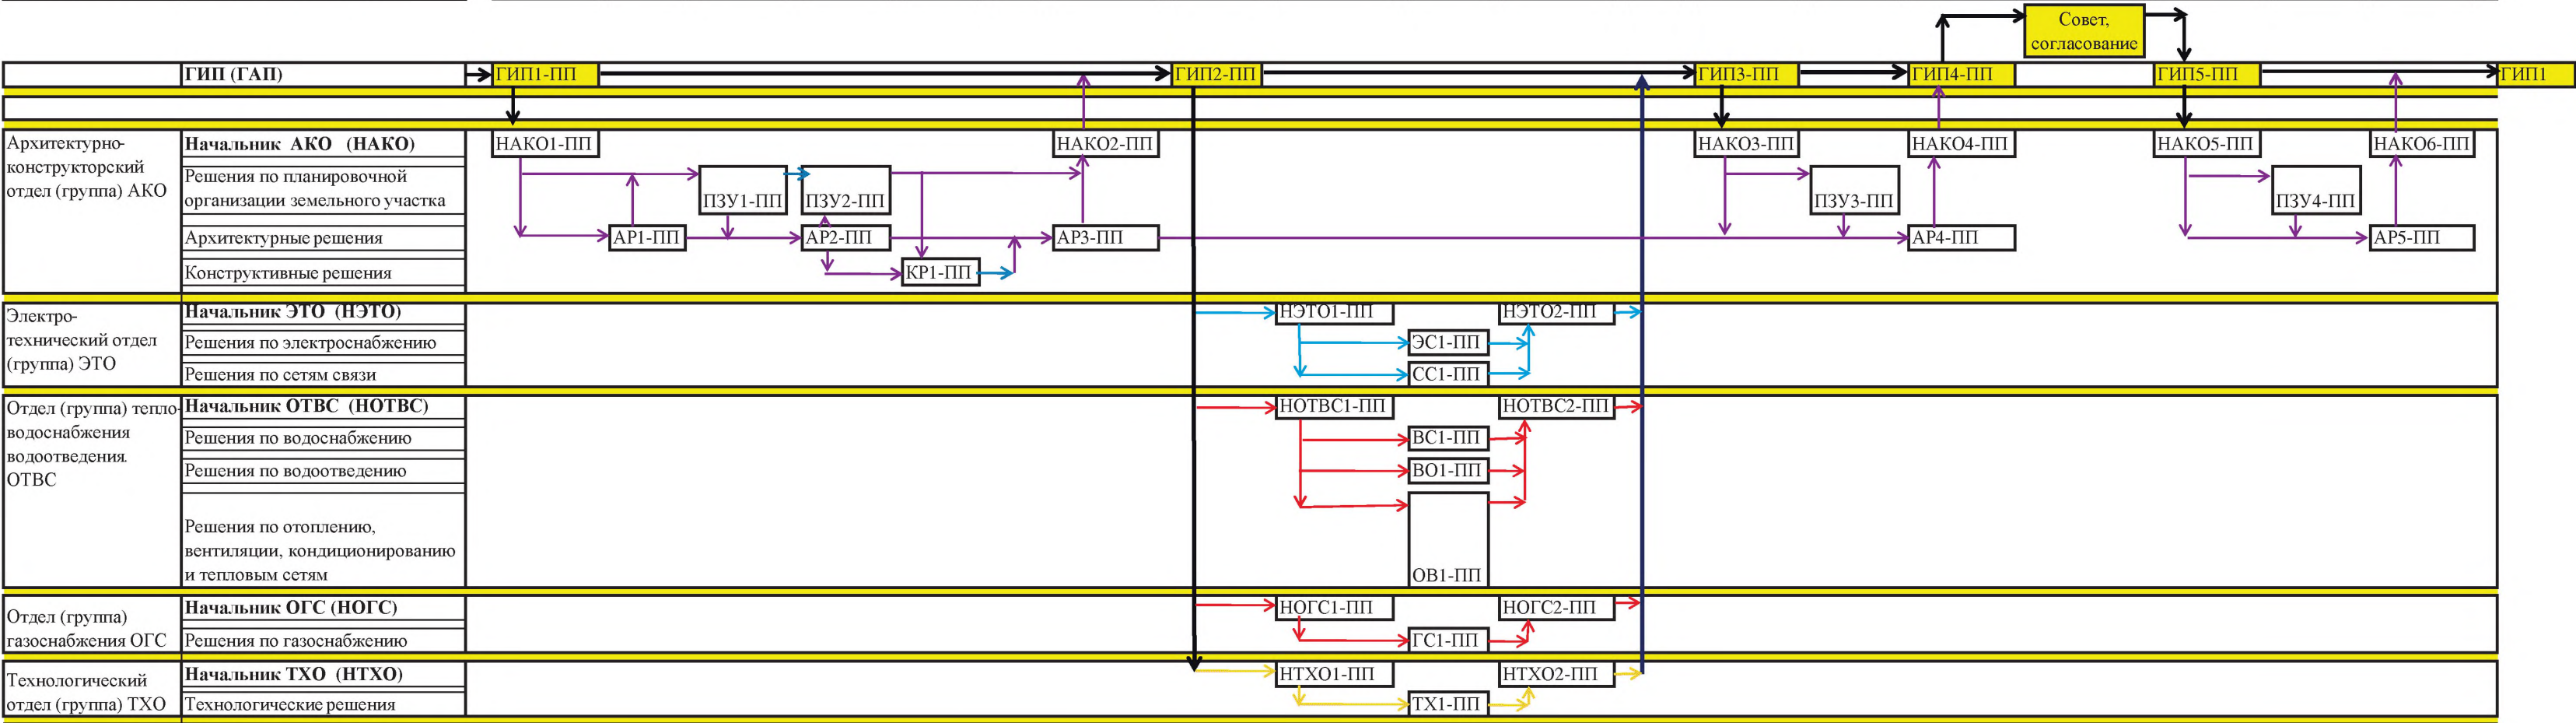 Совет,
согласование
ГИП (ГАП)
ГИП1-ПП
ГИП2-ПП
ГИП3-ПП
ГИП4-ПП
ГИП5-ПП
ГИП1
Архитектурно-
конструкторский
отдел (группа) АКО
Начальник АКО (НАКО)
НАКО1-ПП
НАКО2-ПП
НАКО3-ПП
НАКО4-ПП
НАКО5-ПП
НАКО6-ПП
Решения по планировочной
организации земельного участка
ПЗУ1-ПП
ПЗУ2-ПП
ПЗУ3-ПП
ПЗУ4-ПП
Архитектурные решения
АР1-ПП
АР2-ПП
АР3-ПП
АР4-ПП
АР5-ПП
Конструктивные решения
КР1-ПП
Электро-
технический отдел
(группа) ЭТО
Начальник ЭТО (НЭТО)
НЭТО1-ПП
НЭТО2-ПП
Решения по электроснабжению
ЭС1-ПП
Решения по сетям связи
СС1-ПП
Отдел (группа) тепло-
водоснабжения
водоотведения.
ОТВС
Начальник ОТВС (НОТВС)
НОТВС1-ПП
НОТВС2-ПП
Решения по водоснабжению
ВС1-ПП
Решения по водоотведению
ВО1-ПП
Решения по отоплению,
вентиляции, кондиционированию
и тепловым сетям
ОВ1-ПП
Отдел (группа)
газоснабжения ОГС
Начальник ОГС (НОГС)
НОГС1-ПП
НОГС2-ПП
Решения по газоснабжению
ГС1-ПП
Технологический
отдел (группа) ТХО
Начальник ТХО (НТХО)
НТХО1-ПП
НТХО2-ПП
Технологические решения
ТХ1-ПП